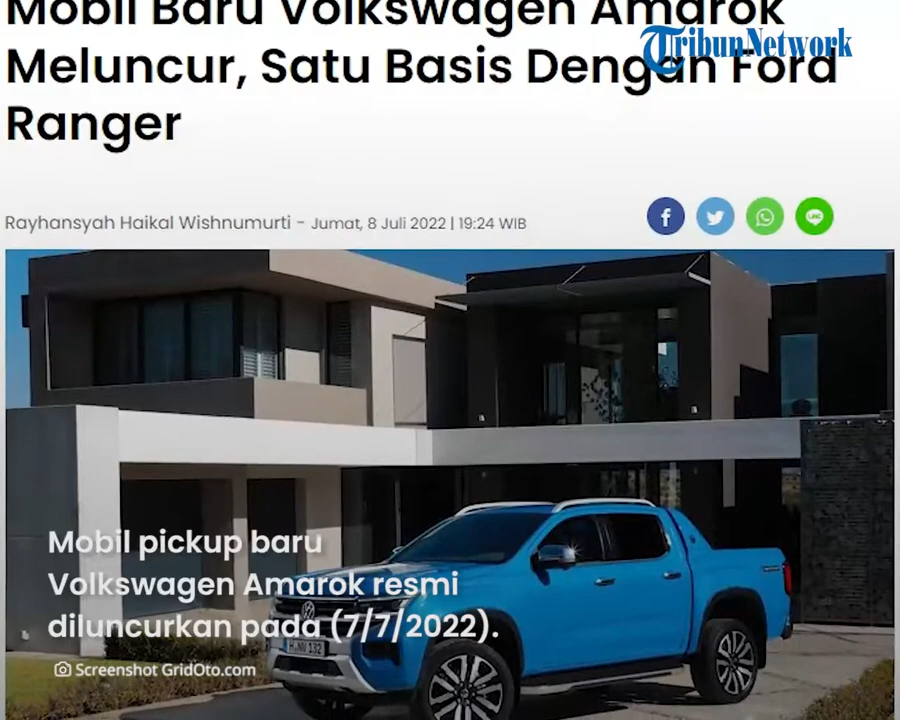 Mobil Baru Volkswagen Amarok
TribunNetwork
Meluncur, Satu Basis Dengan Ford
Ranger
Rayhansyah Haikal Wishnumurti - Jumat, 8 Juli 2022 | 19:24 WIB
Mobil pickup baru
Volkswagen Amarok resmi
diluncurkan pada (7/7/2022).
Screenshot GridOto.com